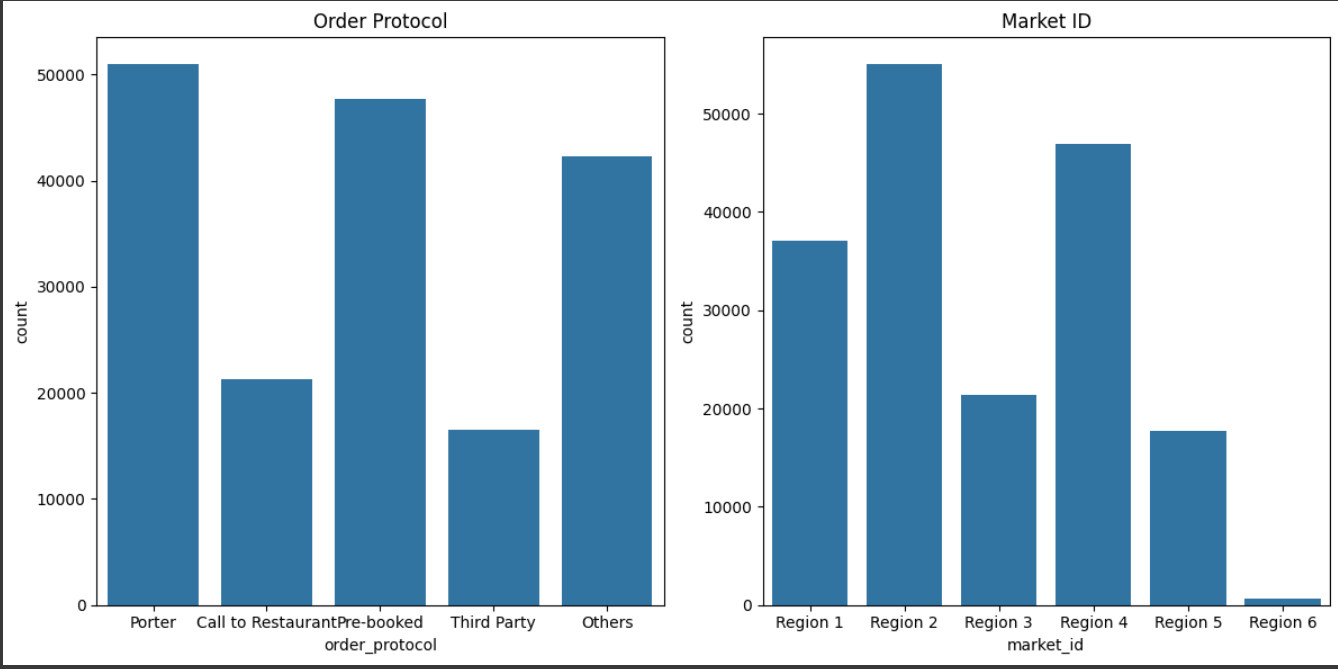 Order Protocol
50000
40000
30000
20000
10000
0
count
Porter Call to Restaurant Pre-booked Third Party Others
order_protocol
Market ID
50000
40000
30000
20000
10000
0
count
Region 1 Region 2 Region 3 Region 4 Region 5 Region 6
market_id